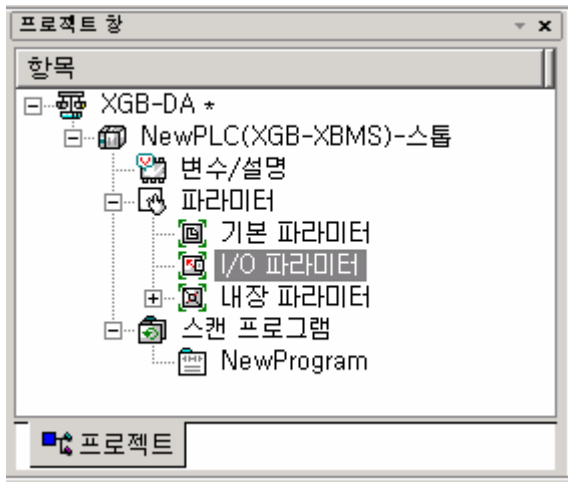 프로젝트 창
항목
XGB-DA *
NewPLC(XGB-XBMS)-스톱
변수/설명
파라미터
기본 파라미터
I/O 파라미터
내장 파라미터
스캔 프로그램
NewProgram
프로젝트